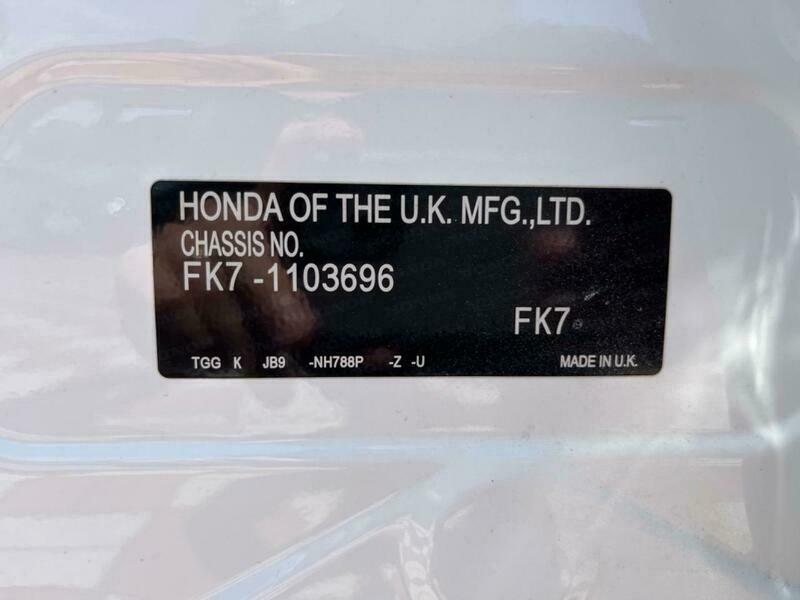 HONDA OF THE U.K. MFG.,LTD.
CHASSIS NO.
FK7 -1103696
FK7
TGG K JB9 -NH788P -Z -U MADE IN U.K.